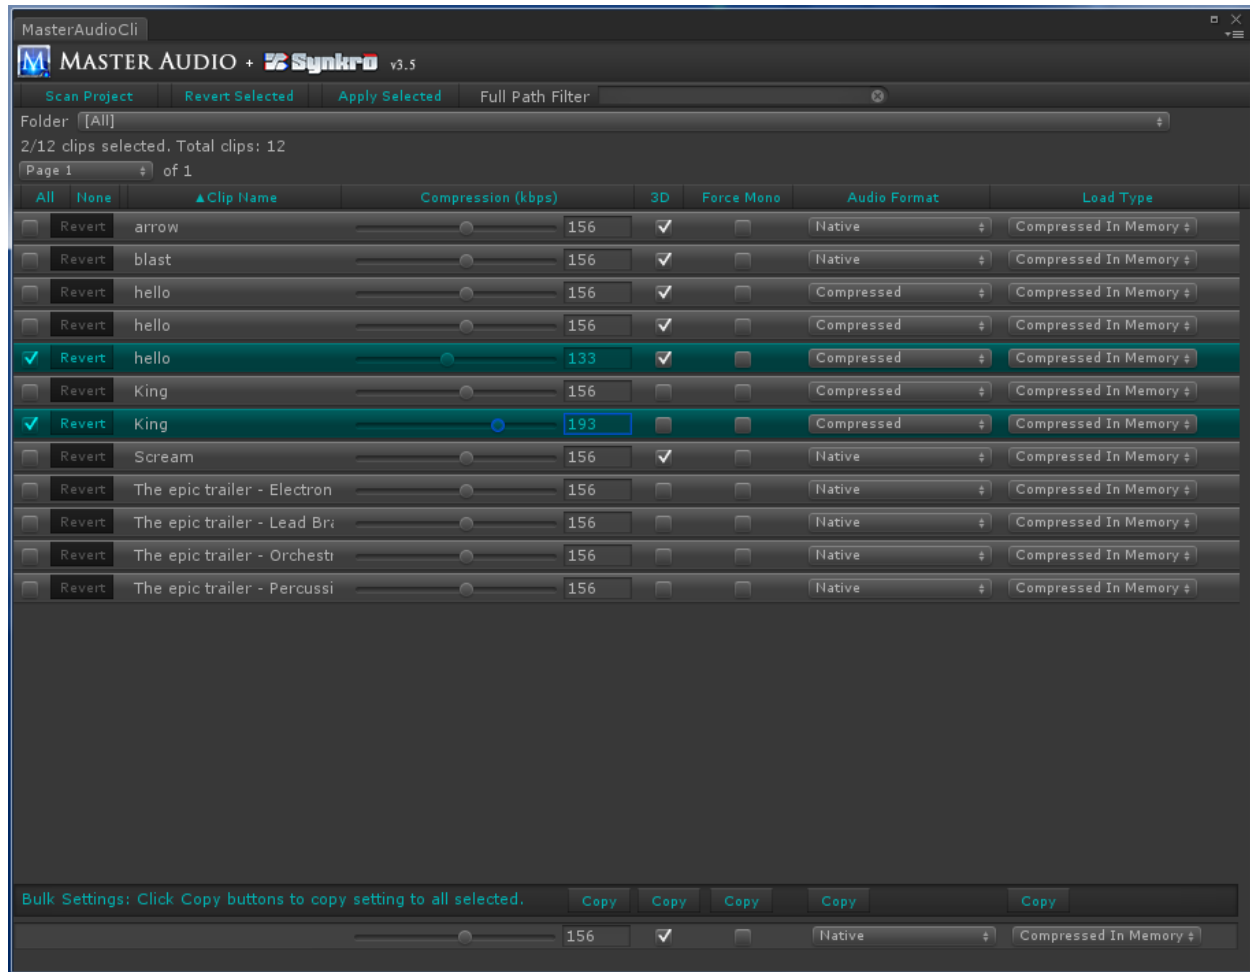 MasterAudioCli
M MASTER AUDIO + Synkro v3.5
Scan Project Revert Selected Apply Selected Full Path Filter
Folder [All]
2/12 clips selected. Total clips: 12
Page 1 of 1
All None ▲Clip Name Compression (kbps) 3D Force Mono Audio Format Load Type
Revert arrow 156 Native Compressed In Memory
Revert blast 156 Native Compressed In Memory
Revert hello 156 Compressed Compressed In Memory
Revert hello 156 Compressed Compressed In Memory
Revert hello 133 Compressed Compressed In Memory
Revert King 156 Compressed Compressed In Memory
Revert King 193 Compressed Compressed In Memory
Revert Scream 156 Native Compressed In Memory
Revert The epic trailer - Electron 156 Native Compressed In Memory
Revert The epic trailer - Lead Bra 156 Native Compressed In Memory
Revert The epic trailer - Orchestr 156 Native Compressed In Memory
Revert The epic trailer - Percussi 156 Native Compressed In Memory
Bulk Settings: Click Copy buttons to copy setting to all selected. Copy Copy Copy Copy Copy
156 Native Compressed In Memory